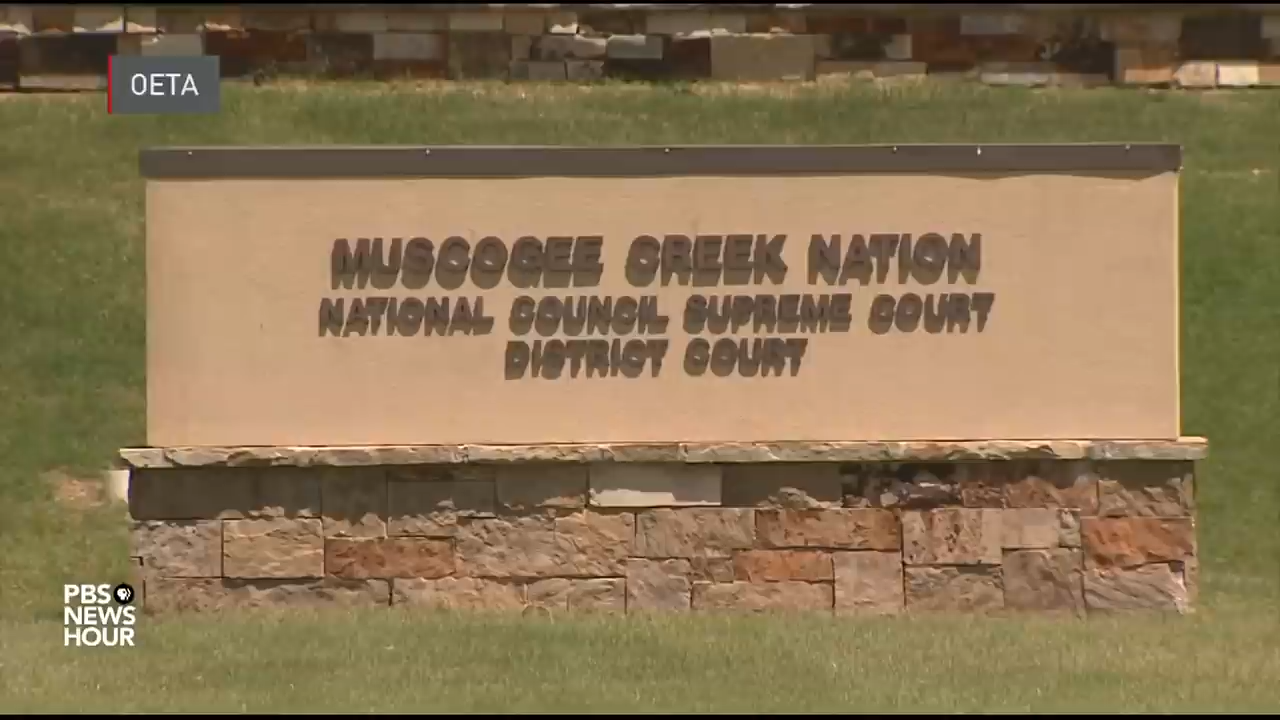 OETA
MUSCOGEE CREEK NATION
NATIONAL COUNCIL SUPREME COURT
DISTRICT COURT
PBS
NEWS
HOUR